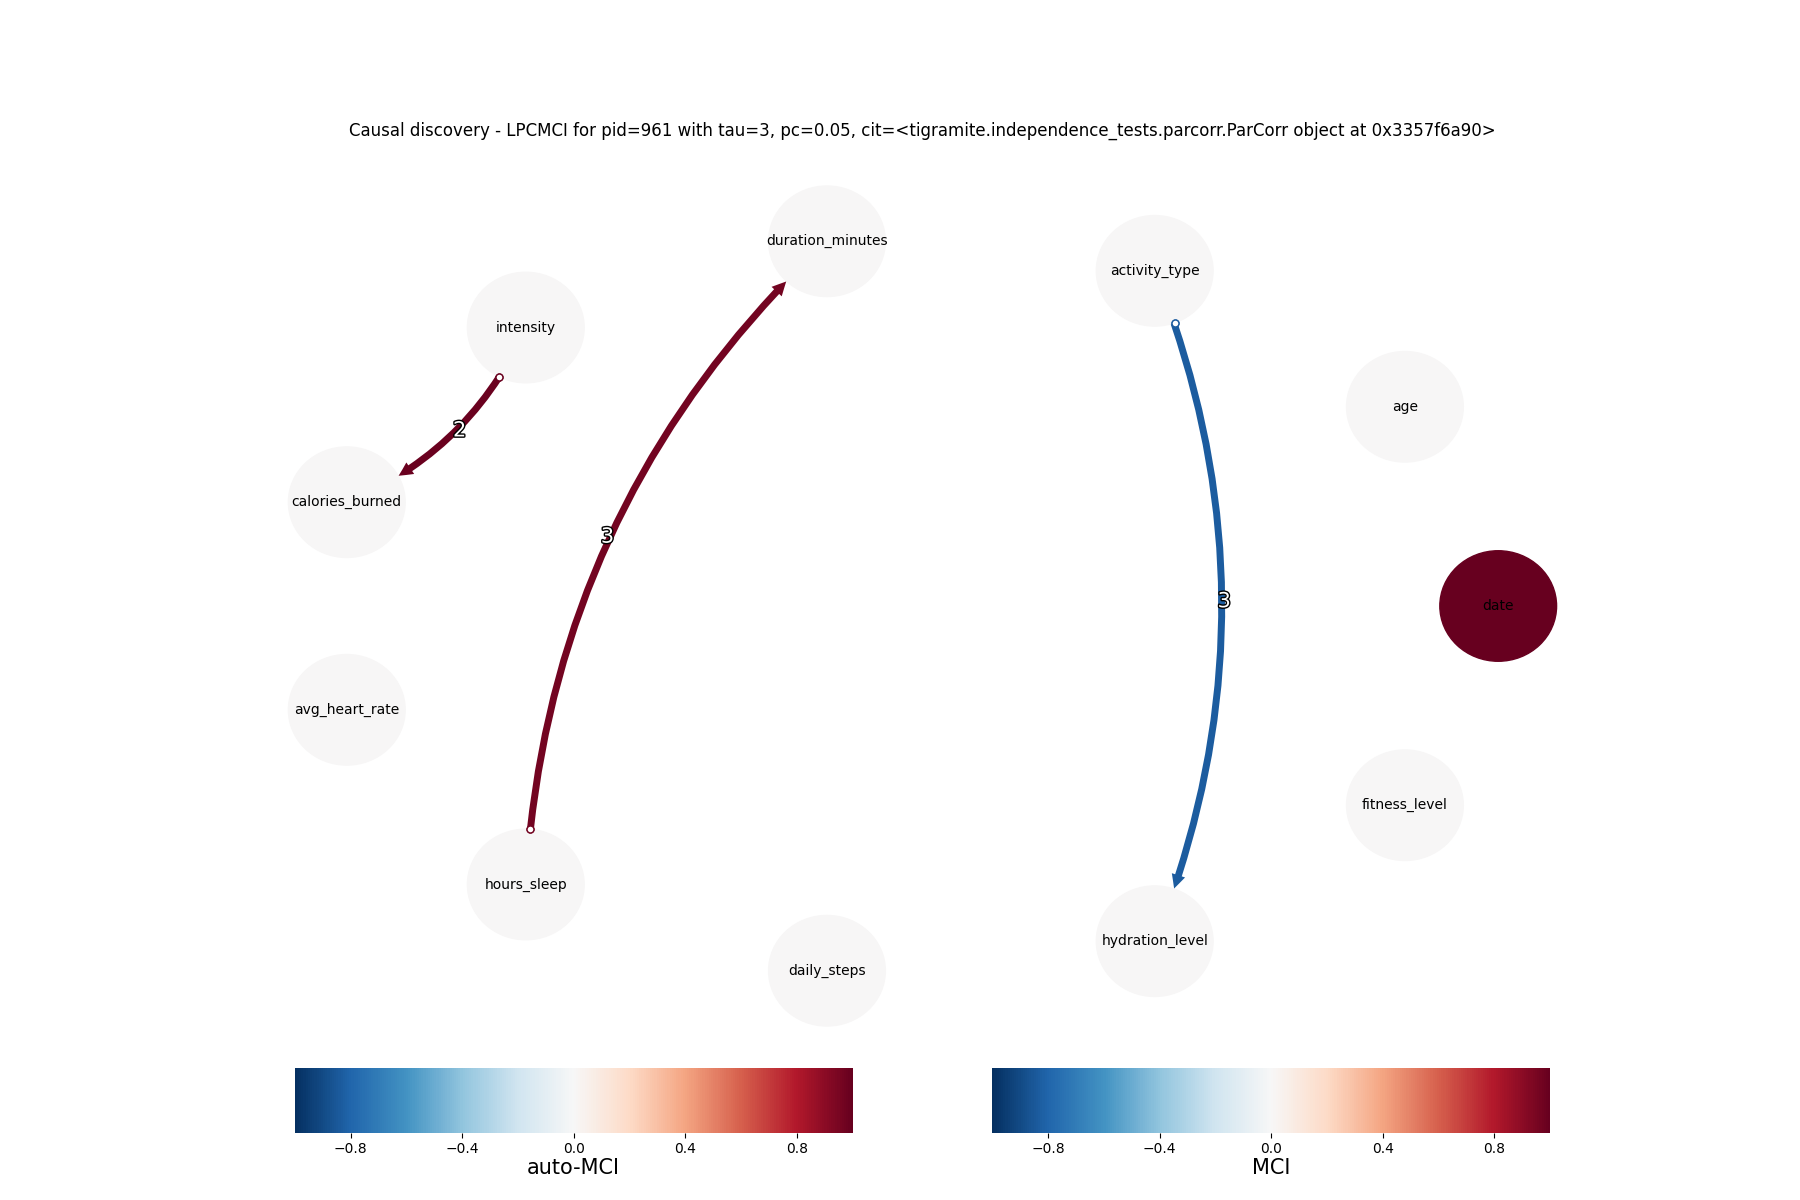 Causal discovery - LPCMCI for pid=961 with tau=3, pc=0.05, cit=<tigramite.independence_tests.parcorr.ParCorr object at 0x3357f6a90>
duration_minutes
activity_type
intensity
age
2
calories_burned
3
3
date
avg_heart_rate
fitness_level
hours_sleep
hydration_level
daily_steps
−0.8 −0.4 0.0 0.4 0.8
auto-MCI
−0.8 −0.4 0.0 0.4 0.8
MCI